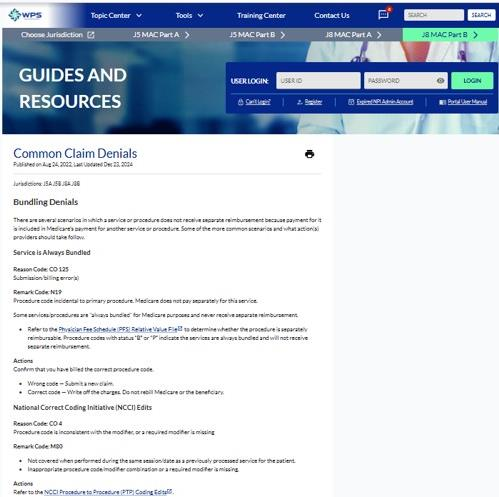 WPS
Topic Center
Tools
Training Center
Contact Us
SEARCH
SEARCH
Choose Jurisdiction
J5 MAC Part A
J5 MAC Part B
J8 MAC Part A
J8 MAC Part B
GUIDES AND
RESOURCES
USER LOGIN:
USER ID
PASSWORD
LOGIN
Can't Login?
Register
Expired NPI Admin Account
Portal User Manual
Common Claim Denials
Published on Aug 24, 2022, Last Updated Dec 23, 2024
Jurisdictions: J5A, J5B, J8A, J8B
Bundling Denials
There are several scenarios in which a service or procedure does not receive separate reimbursement because payment for it
is included in Medicare's payment for another service or procedure. Some of the more common scenarios and what action(s)
providers should take follow.
Service is Always Bundled
Reason Code: CO 125
Submission/billing error(s)
Remark Code: N19
Procedure code incidental to primary procedure. Medicare does not pay separately for this service.
Some services/procedures are "always bundled" for Medicare purposes and never receive separate reimbursement.
• Refer to the Physician Fee Schedule (PFS) Relative Value File to determine whether the procedure is separately
reimbursable. Procedure codes with status "B" or "P" indicate the services are always bundled and will not receive
separate reimbursement.
Actions
Confirm that you have billed the correct procedure code.
• Wrong code — Submit a new claim.
• Correct code — Write off the charges. Do not rebill Medicare or the beneficiary.
National Correct Coding Initiative (NCCI) Edits
Reason Code: CO 4
Procedure code is inconsistent with the modifier, or a required modifier is missing
Remark Code: M80
• Not covered when performed during the same session/date as a previously processed service for the patient.
• Inappropriate procedure code/modifier combination or a required modifier is missing.
Actions
Refer to the NCCI Procedure to Procedure (PTP) Coding Edits.